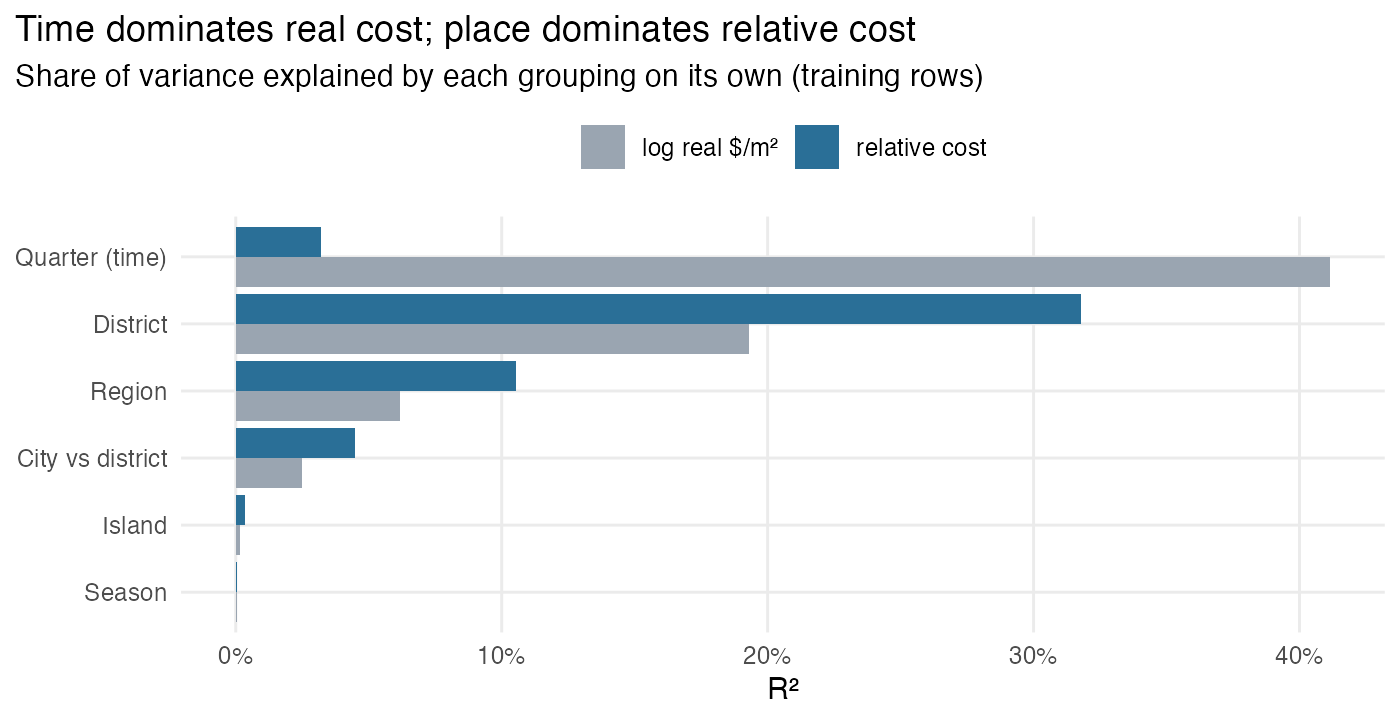 Time dominates real cost; place dominates relative cost
Share of variance explained by each grouping on its own (training rows)
log real $/m² relative cost
Quarter (time)
District
Region
City vs district
Island
Season
0% 10% 20% 30% 40%
R²